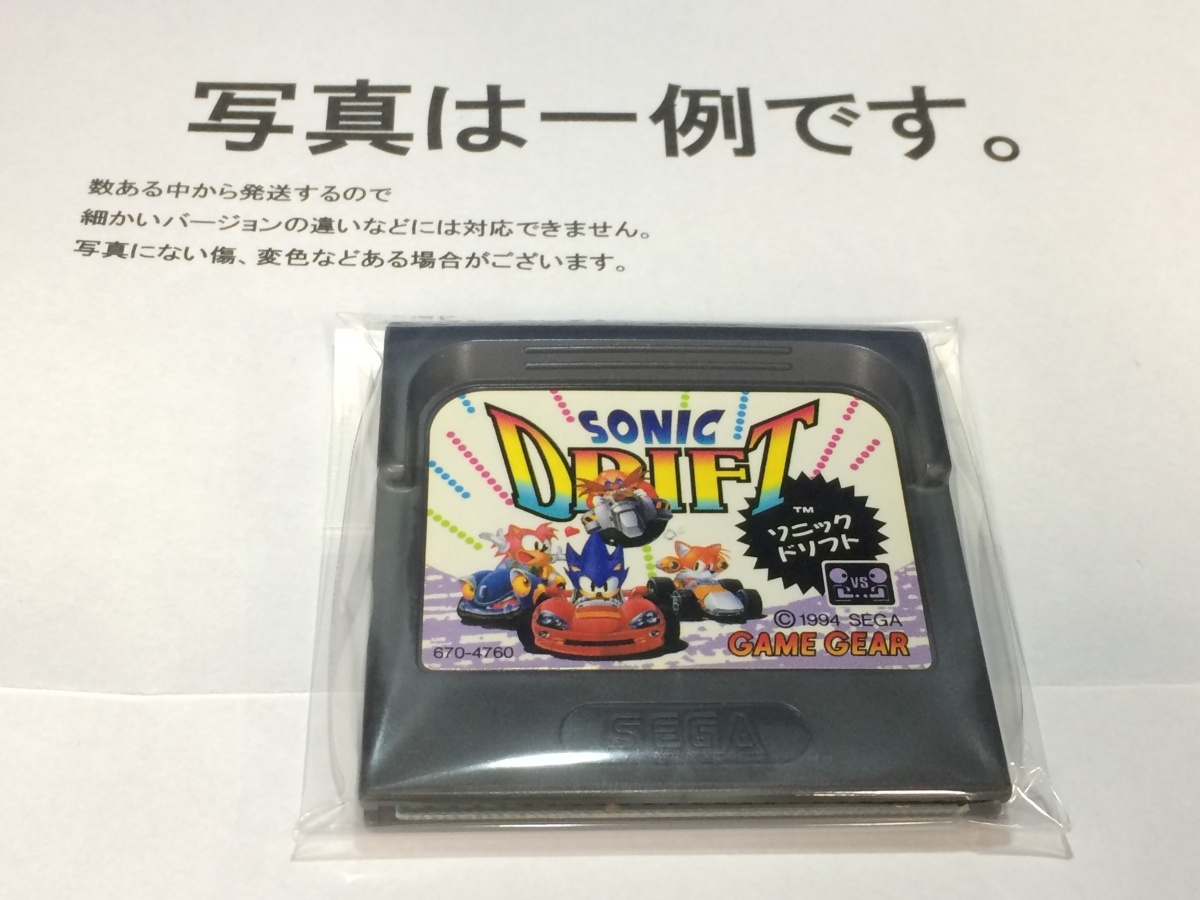 写真は一例です。
数ある中から発送するので
細かいバージョンの違いなどには対応できません。
写真にない傷、変色などある場合がございます。
SONIC
DRIFT
TM
ソニック
ドリフト
VS
© 1994 SEGA
GAME GEAR
670-4760
SEGA